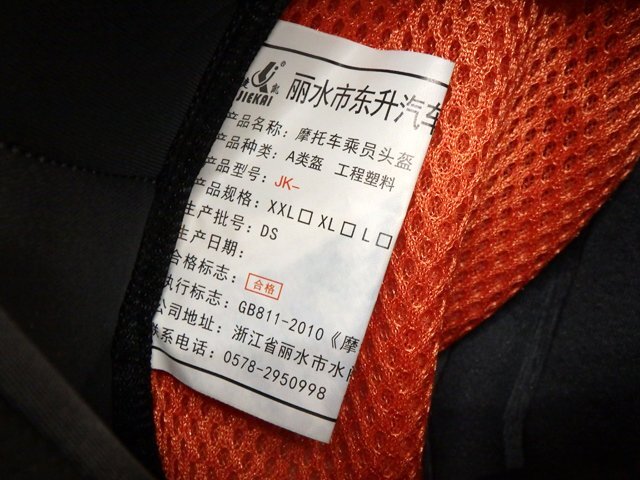 JIEKAI
丽水市东升汽车
产品名称：摩托车乘员头盔
产品种类：A类盔 工程塑料
产品型号：JK-
产品规格：XXL□ XL□ L□
生产批号：DS
生产日期：
合格标志：合格
执行标志：GB811-2010《摩
公司地址：浙江省丽水市水
联系电话：0578-2950998